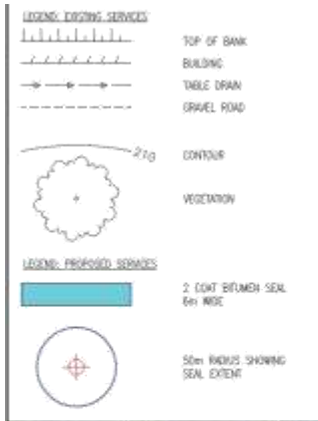 LEGEND: EXISTING SERVICES
TOP OF BANK
BUILDING
TABLE DRAIN
GRAVEL ROAD
210
CONTOUR
VEGETATION
LEGEND: PROPOSED SERVICES
2 COAT BITUMEN SEAL
6m WIDE
50m RADIUS SHOWING
SEAL EXTENT